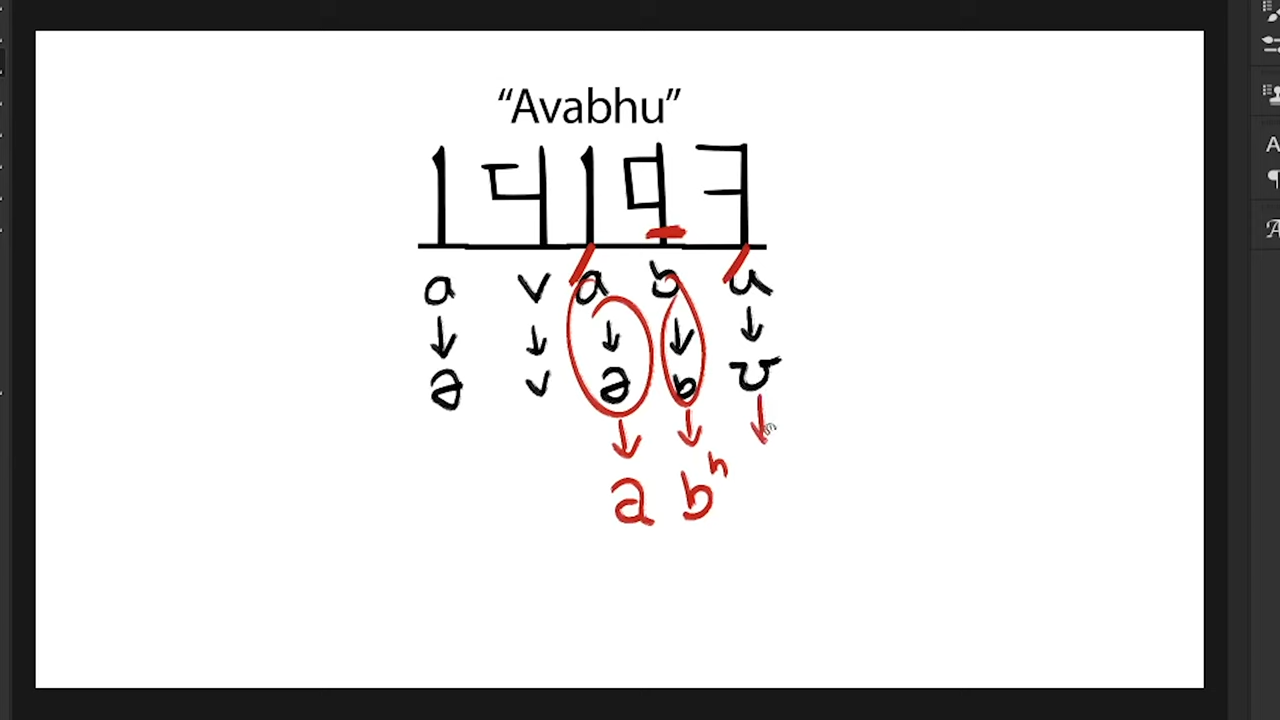 “Avabhu”
a v a b u
↓ ↓ ↓ ↓ ↓
a v a b ʊ
↓ ↓ ↓
a bʰ